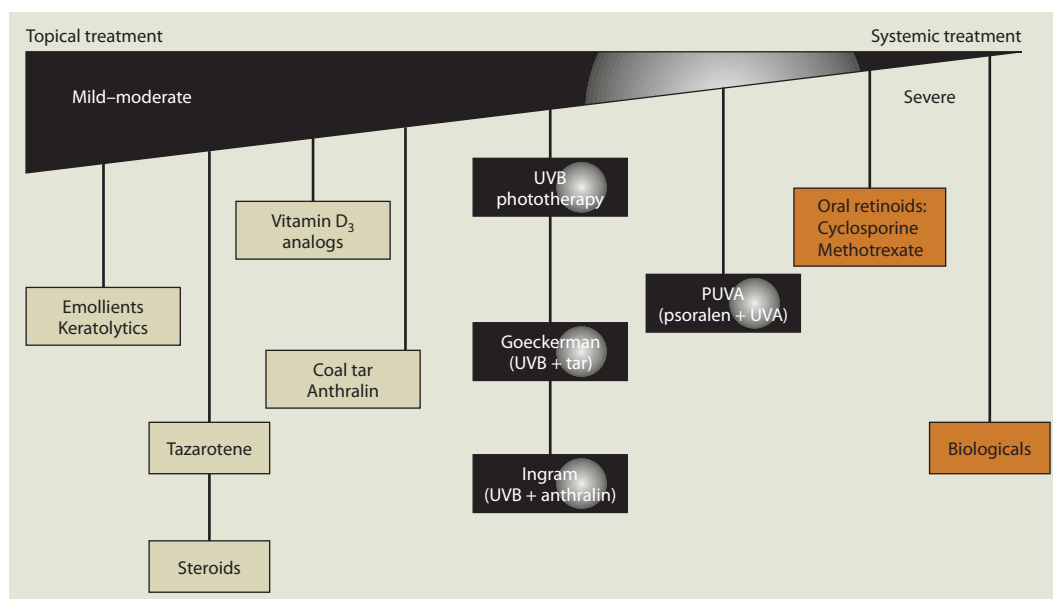 Topical treatment
Systemic treatment
Mild–moderate
Severe
Emollients
Keratolytics
Tazarotene
Steroids
Vitamin D₃
analogs
Coal tar
Anthralin
UVB
phototherapy
Goeckerman
(UVB + tar)
Ingram
(UVB + anthralin)
PUVA
(psoralen + UVA)
Oral retinoids:
Cyclosporine
Methotrexate
Biologicals